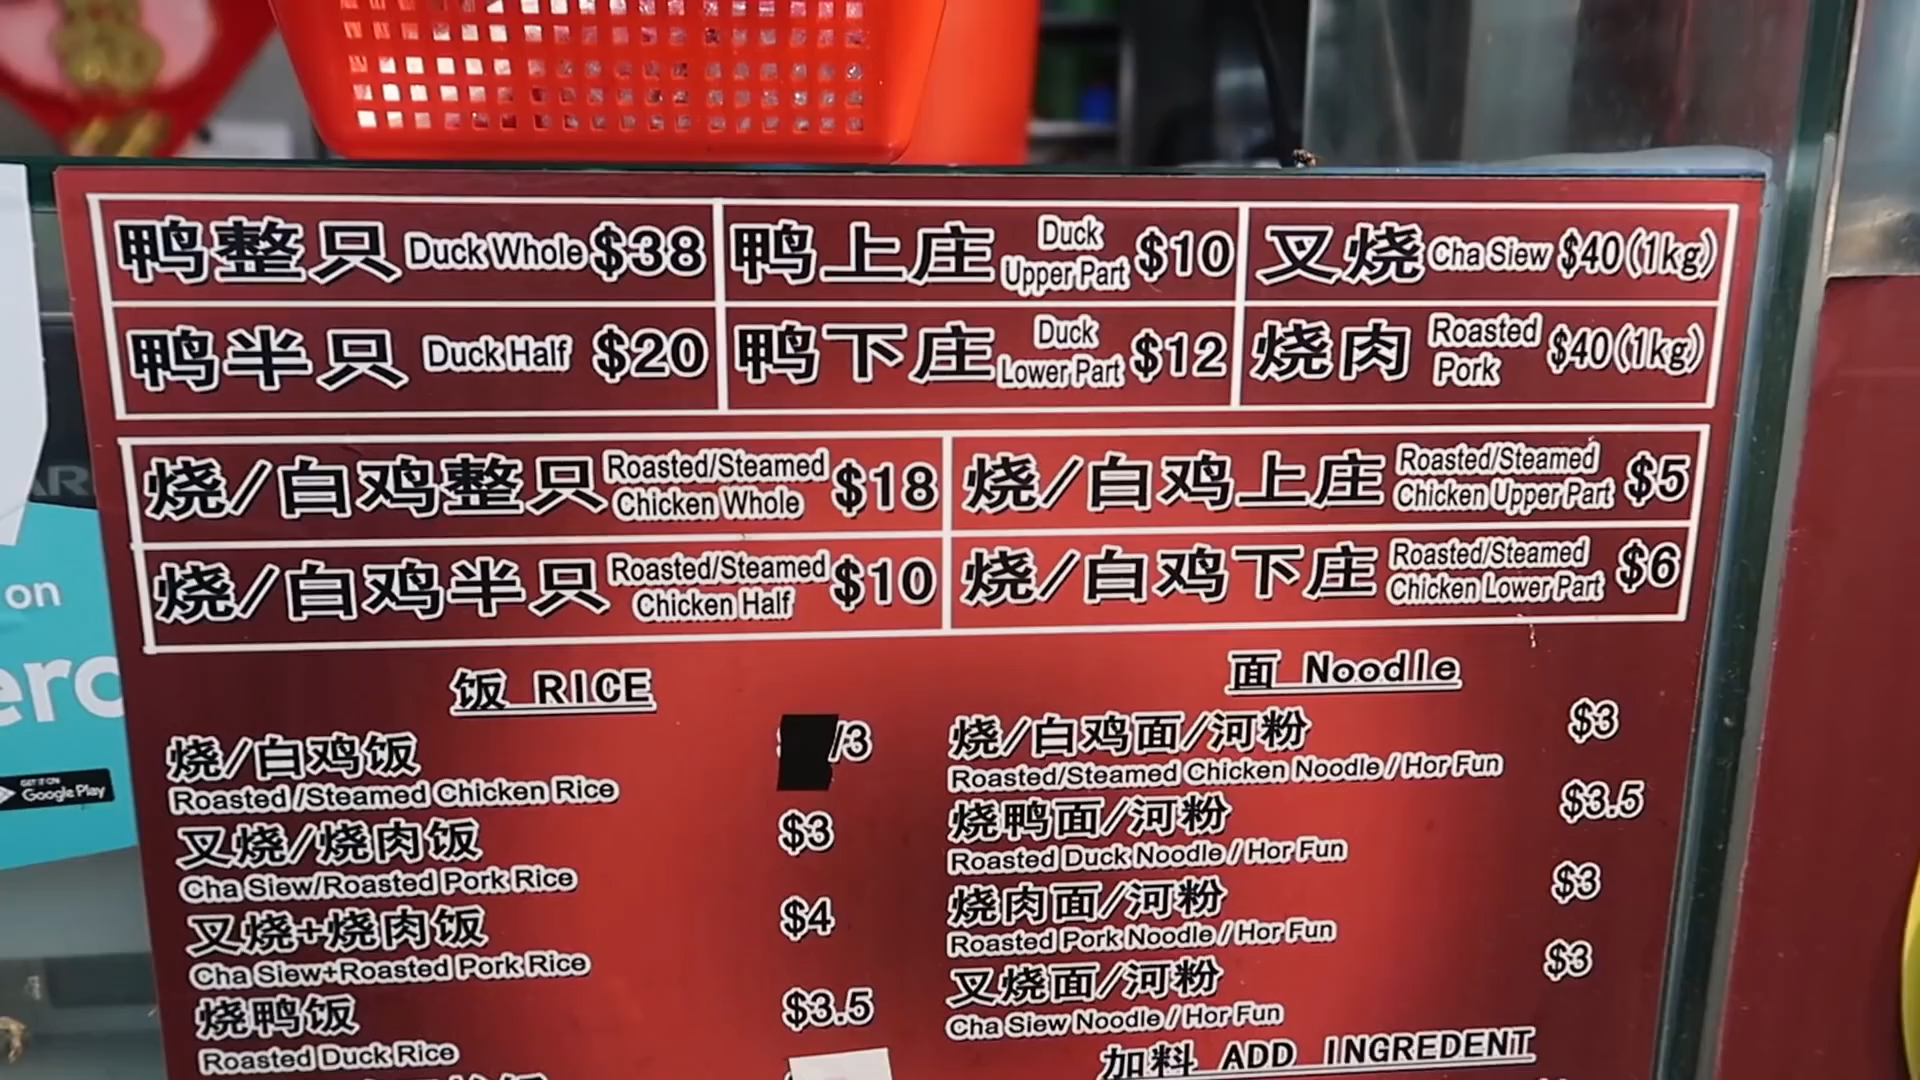 鸭整只 Duck Whole $38
鸭上庄 Duck Upper Part $10
叉烧 Cha Siew $40(1kg)
鸭半只 Duck Half $20
鸭下庄 Duck Lower Part $12
烧肉 Roasted Pork $40(1kg)
烧/白鸡整只 Roasted/Steamed Chicken Whole $18
烧/白鸡上庄 Roasted/Steamed Chicken Upper Part $5
烧/白鸡半只 Roasted/Steamed Chicken Half $10
烧/白鸡下庄 Roasted/Steamed Chicken Lower Part $6
饭 RICE
烧/白鸡饭 /3
Roasted/Steamed Chicken Rice
叉烧/烧肉饭 $3
Cha Siew/Roasted Pork Rice
叉烧+烧肉饭 $4
Cha Siew+Roasted Pork Rice
烧鸭饭 $3.5
Roasted Duck Rice
面 Noodle
烧/白鸡面/河粉 $3
Roasted/Steamed Chicken Noodle/Hor Fun
烧鸭面/河粉 $3.5
Roasted Duck Noodle/Hor Fun
烧肉面/河粉 $3
Roasted Pork Noodle/Hor Fun
叉烧面/河粉 $3
Cha Siew Noodle/Hor Fun
加料 ADD INGREDENT
on
GET IT ON
Google Play